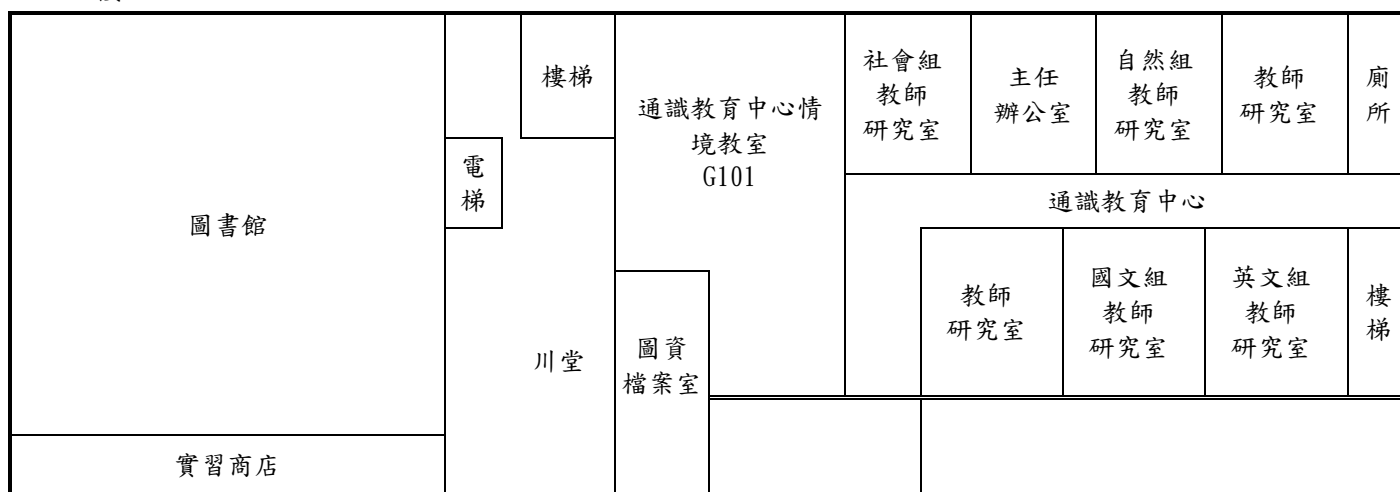 圖書館
實習商店
電
梯
樓梯
川堂
通識教育中心情
境教室
G101
圖資
檔案室
社會組
教師
研究室
主任
辦公室
自然組
教師
研究室
教師
研究室
廁
所
通識教育中心
教師
研究室
國文組
教師
研究室
英文組
教師
研究室
樓
梯